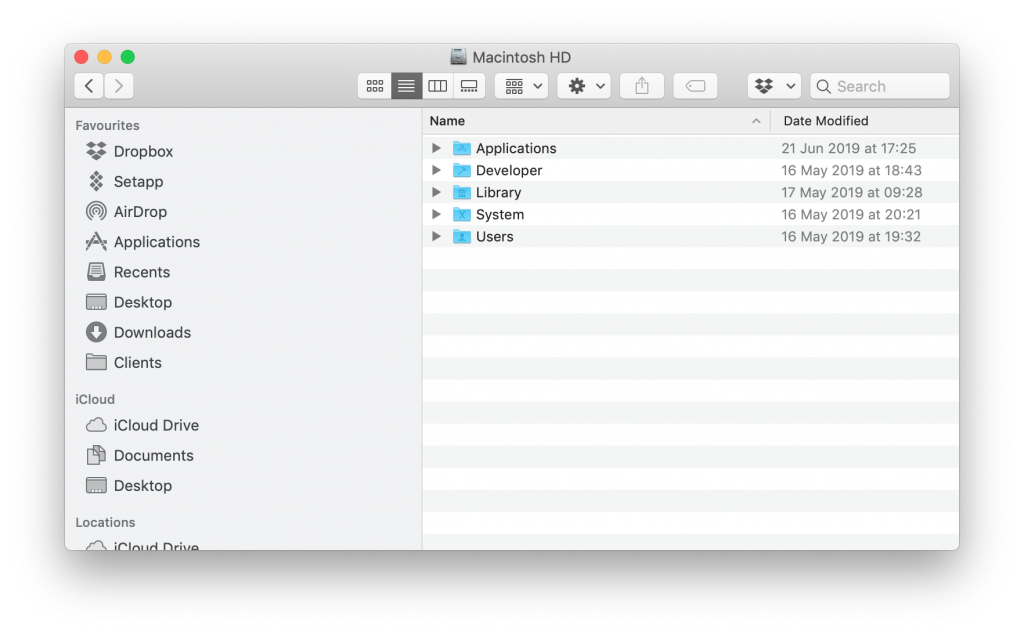 Macintosh HD
Search
Favourites
Dropbox
Setapp
AirDrop
Applications
Recents
Desktop
Downloads
Clients
iCloud
iCloud Drive
Documents
Desktop
Locations
iCloud Drive
Name Date Modified
Applications 21 Jun 2019 at 17:25
Developer 16 May 2019 at 18:43
Library 17 May 2019 at 09:28
System 16 May 2019 at 20:21
Users 16 May 2019 at 19:32